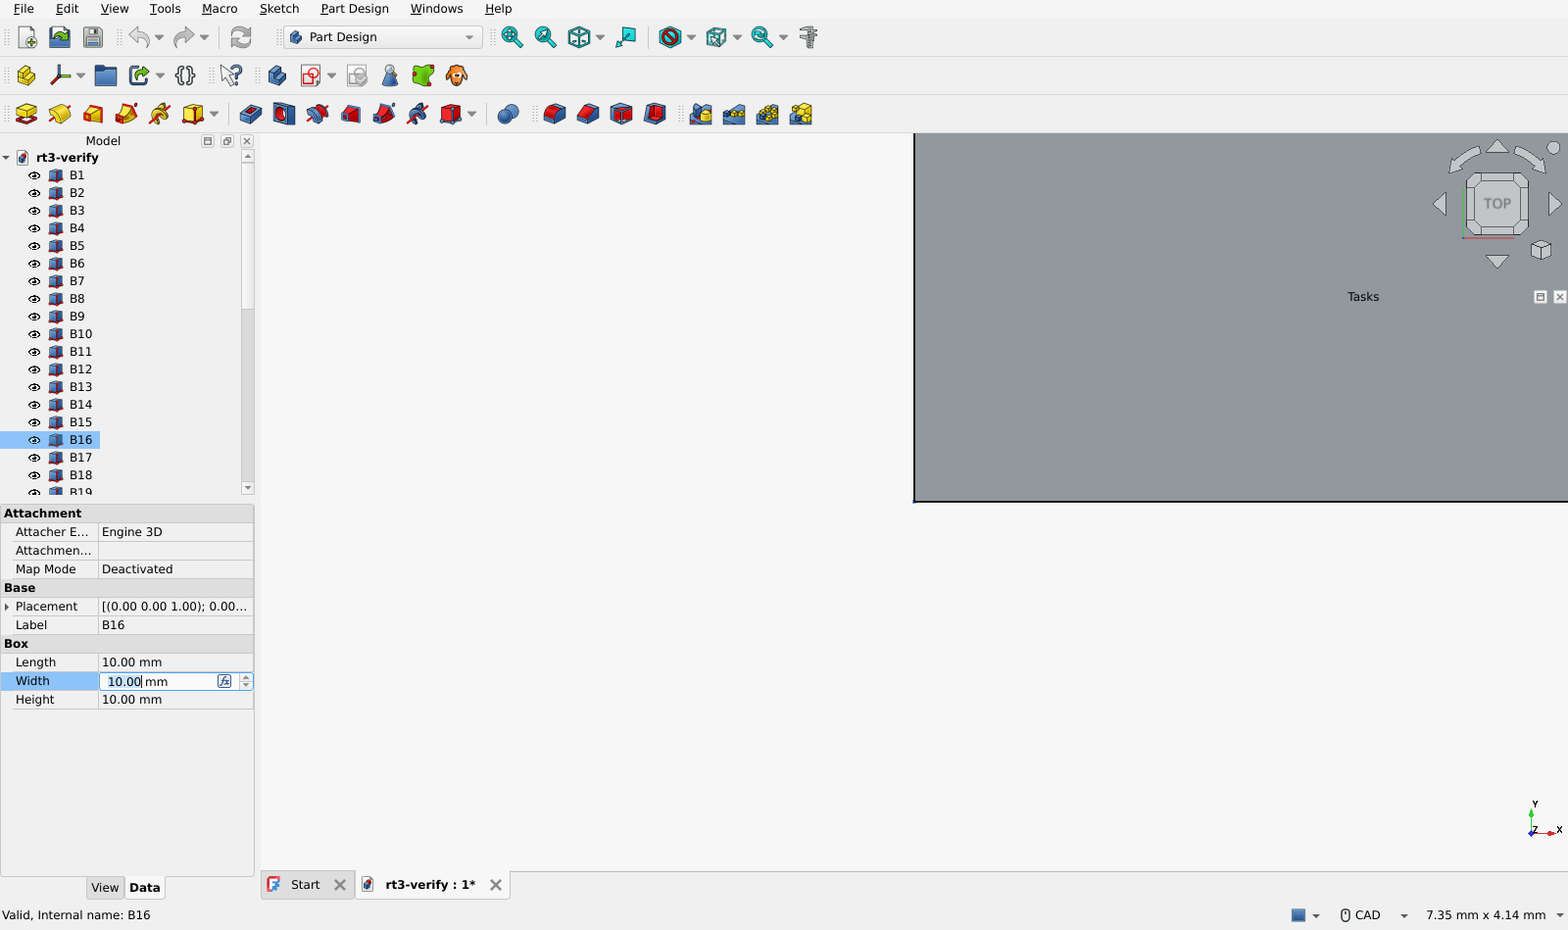 File Edit View Tools Macro Sketch Part Design Windows Help
Part Design
Model
rt3-verify
B1
B2
B3
B4
B5
B6
B7
B8
B9
B10
B11
B12
B13
B14
B15
B16
B17
B18
B19
TOP
Tasks
Attachment
Attacher E... Engine 3D
Attachmen...
Map Mode Deactivated
Base
Placement [(0.00 0.00 1.00); 0.00...
Label B16
Box
Length 10.00 mm
Width 10.00 mm
Height 10.00 mm
Y
Z X
View Data
Start rt3-verify : 1*
Valid, Internal name: B16 CAD 7.35 mm x 4.14 mm